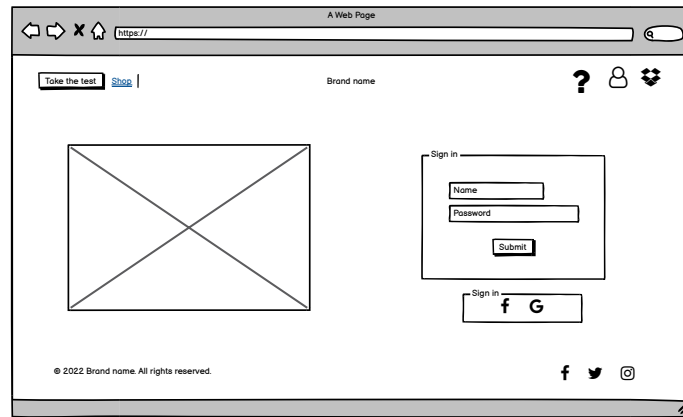 A Web Page
https://
Take the test Shop Brand name ?
Sign in
Name
Password
Submit
Sign in
f G
© 2022 Brand name. All rights reserved.
f